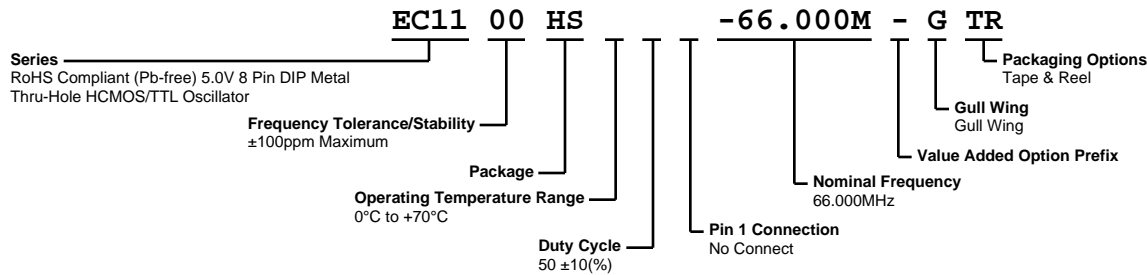 EC11 00 HS -66.000M - G TR
Series
RoHS Compliant (Pb-free) 5.0V 8 Pin DIP Metal
Thru-Hole HCMOS/TTL Oscillator
Packaging Options
Tape & Reel
Frequency Tolerance/Stability
±100ppm Maximum
Gull Wing
Gull Wing
Package
Value Added Option Prefix
Operating Temperature Range
0°C to +70°C
Nominal Frequency
66.000MHz
Duty Cycle
50 ±10(%)
Pin 1 Connection
No Connect